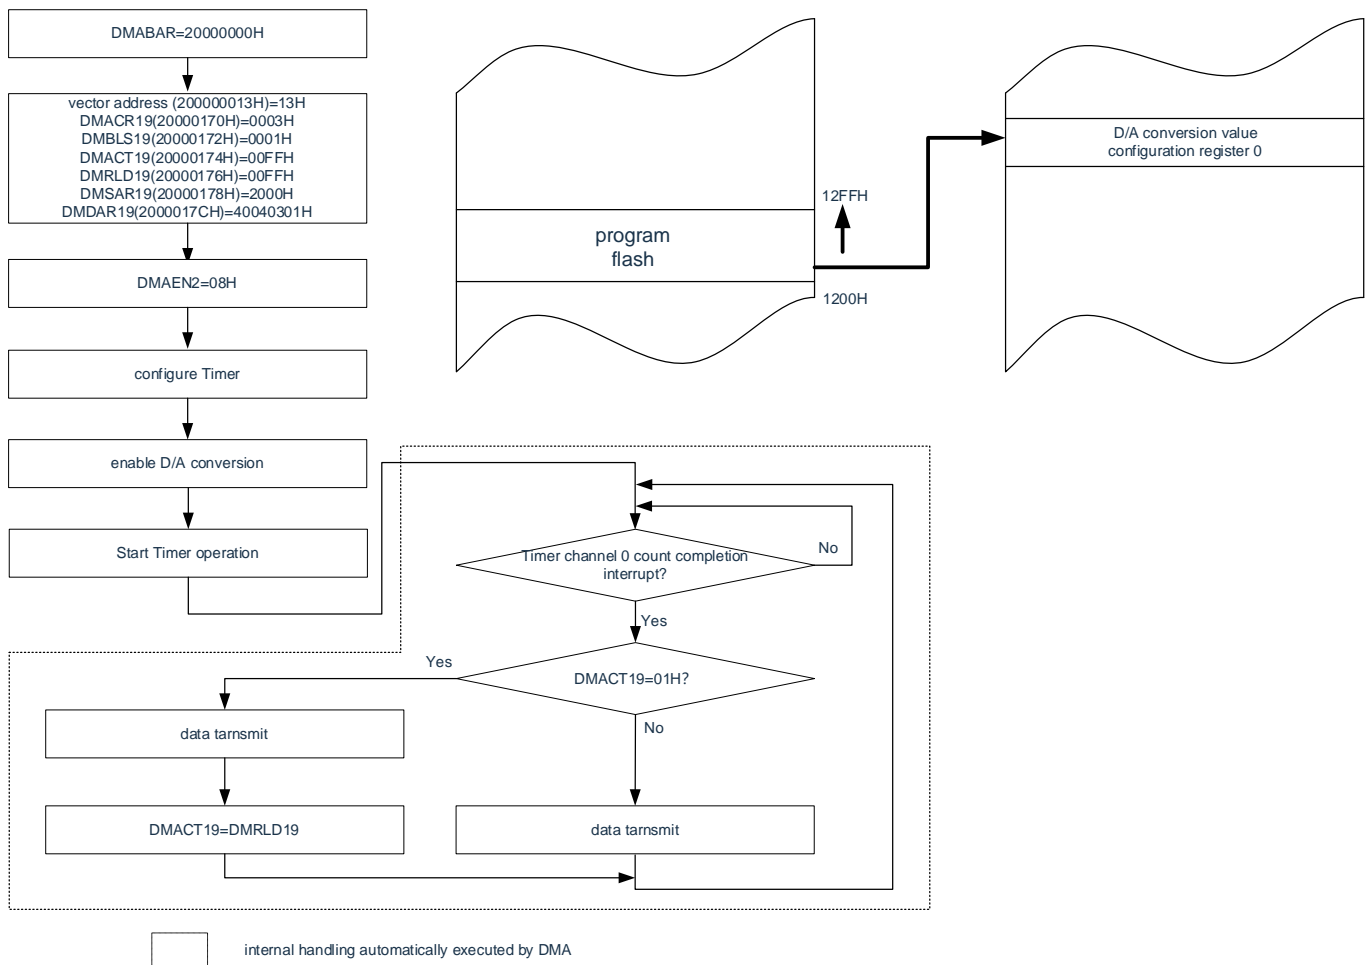 DMABAR=20000000H
vector address (200000013H)=13H
DMACR19(20000170H)=0003H
DMBLS19(20000172H)=0001H
DMACT19(20000174H)=00FFH
DMRLD19(20000176H)=00FFH
DMSAR19(20000178H)=2000H
DMDAR19(2000017CH)=40040301H
DMAEN2=08H
configure Timer
enable D/A conversion
Start Timer operation
program
flash
12FFH
1200H
D/A conversion value
configuration register 0
Timer channel 0 count completion
interrupt?
No
Yes
DMACT19=01H?
Yes
No
data tarnsmit
DMACT19=DMRLD19
data tarnsmit
internal handling automatically executed by DMA